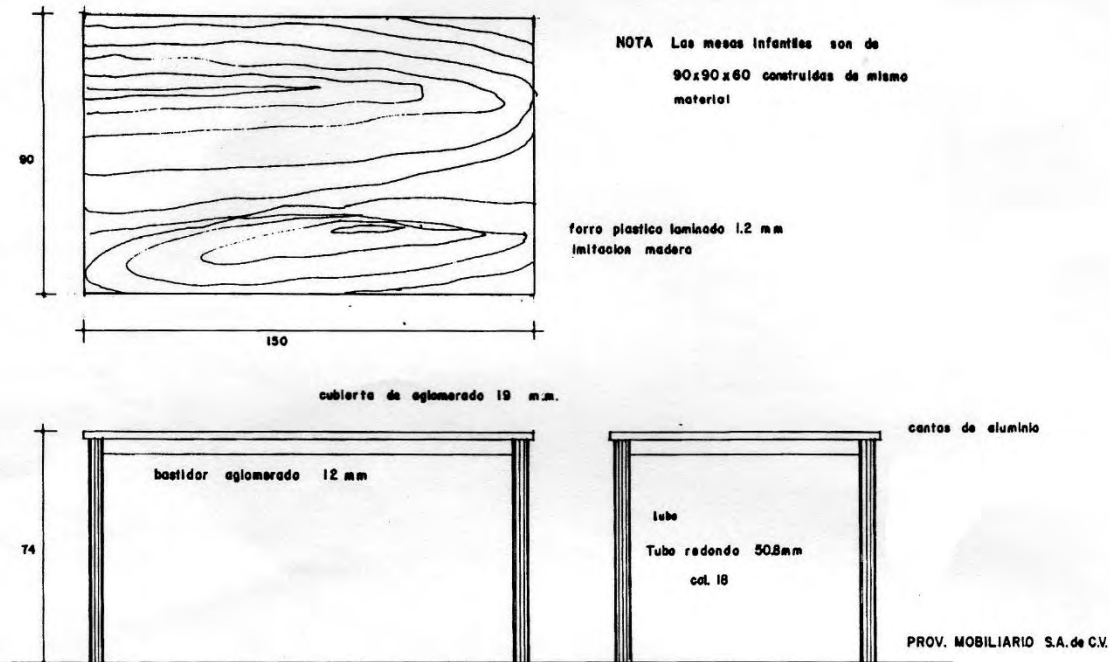 NOTA Las mesas infantiles son de
90x90x60 construidas de mismo
material
90
forro plastico laminado 1.2 mm
imitacion madera
150
cubierta de aglomerado 19 m.m.
cantos de aluminio
bastidor aglomerado 12 mm
74
tubo
Tubo redondo 50.8mm
cal. 18
PROV. MOBILIARIO S.A. de C.V.